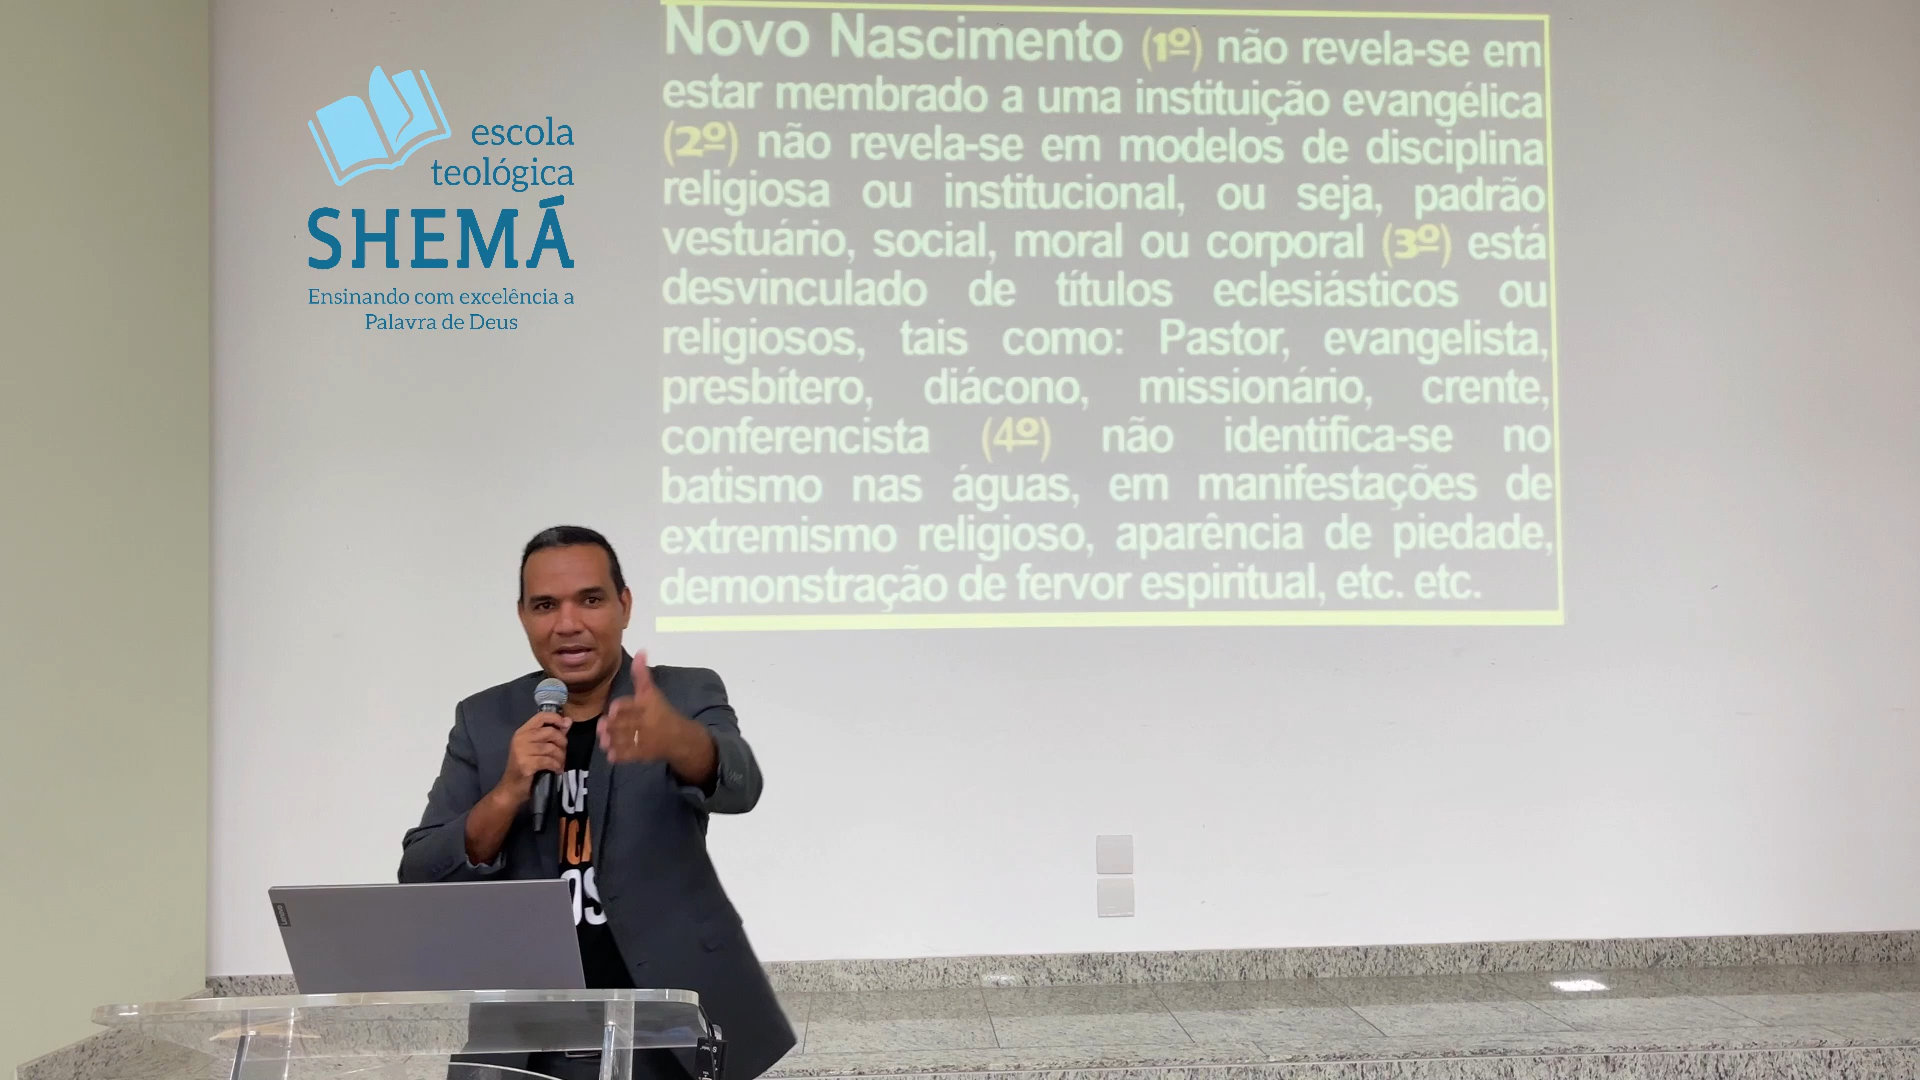 escola
teológica
SHEMÁ
Ensinando com excelência a
Palavra de Deus
Novo Nascimento (1º) não revela-se em
estar membrado a uma instituição evangélica
(2º) não revela-se em modelos de disciplina
religiosa ou institucional, ou seja, padrão
vestuário, social, moral ou corporal (3º) está
desvinculado de títulos eclesiásticos ou
religiosos, tais como: Pastor, evangelista,
presbítero, diácono, missionário, crente,
conferencista (4º) não identifica-se no
batismo nas águas, em manifestações de
extremismo religioso, aparência de piedade,
demonstração de fervor espiritual, etc. etc.
Lenovo